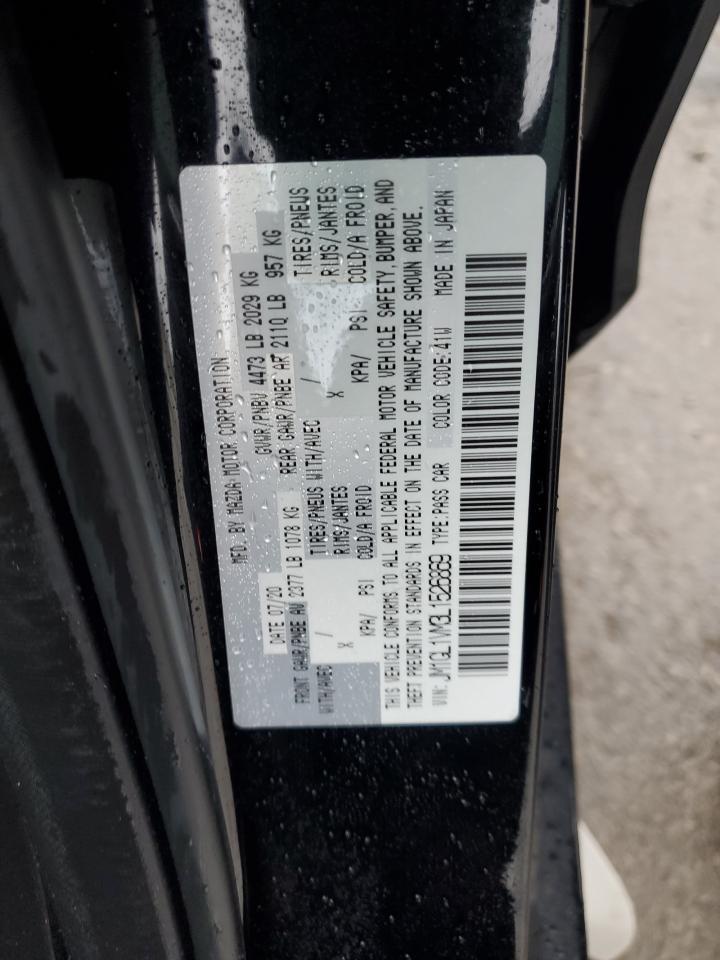 MFD. BY MAZDA MOTOR CORPORATION
DATE 07/20 GVWR/PNBV 4473 LB 2029 KG
FRONT GAWR/PNBE AV 2377 LB 1078 KG REAR GAWR/PNBE AR 2110 LB 957 KG
WITH/AVEC / TIRES/PNEUS WITH/AVEC / TIRES/PNEUS
X RIMS/JANTES X RIMS/JANTES
KPA/ PSI COLD/A FROID KPA/ PSI COLD/A FROID
THIS VEHICLE CONFORMS TO ALL APPLICABLE FEDERAL MOTOR VEHICLE SAFETY, BUMPER, AND
THEFT PREVENTION STANDARDS IN EFFECT ON THE DATE OF MANUFACTURE SHOWN ABOVE.
VIN: JM1GL1VM3L1526869 TYPE:PASS CAR COLOR CODE:41W MADE IN JAPAN